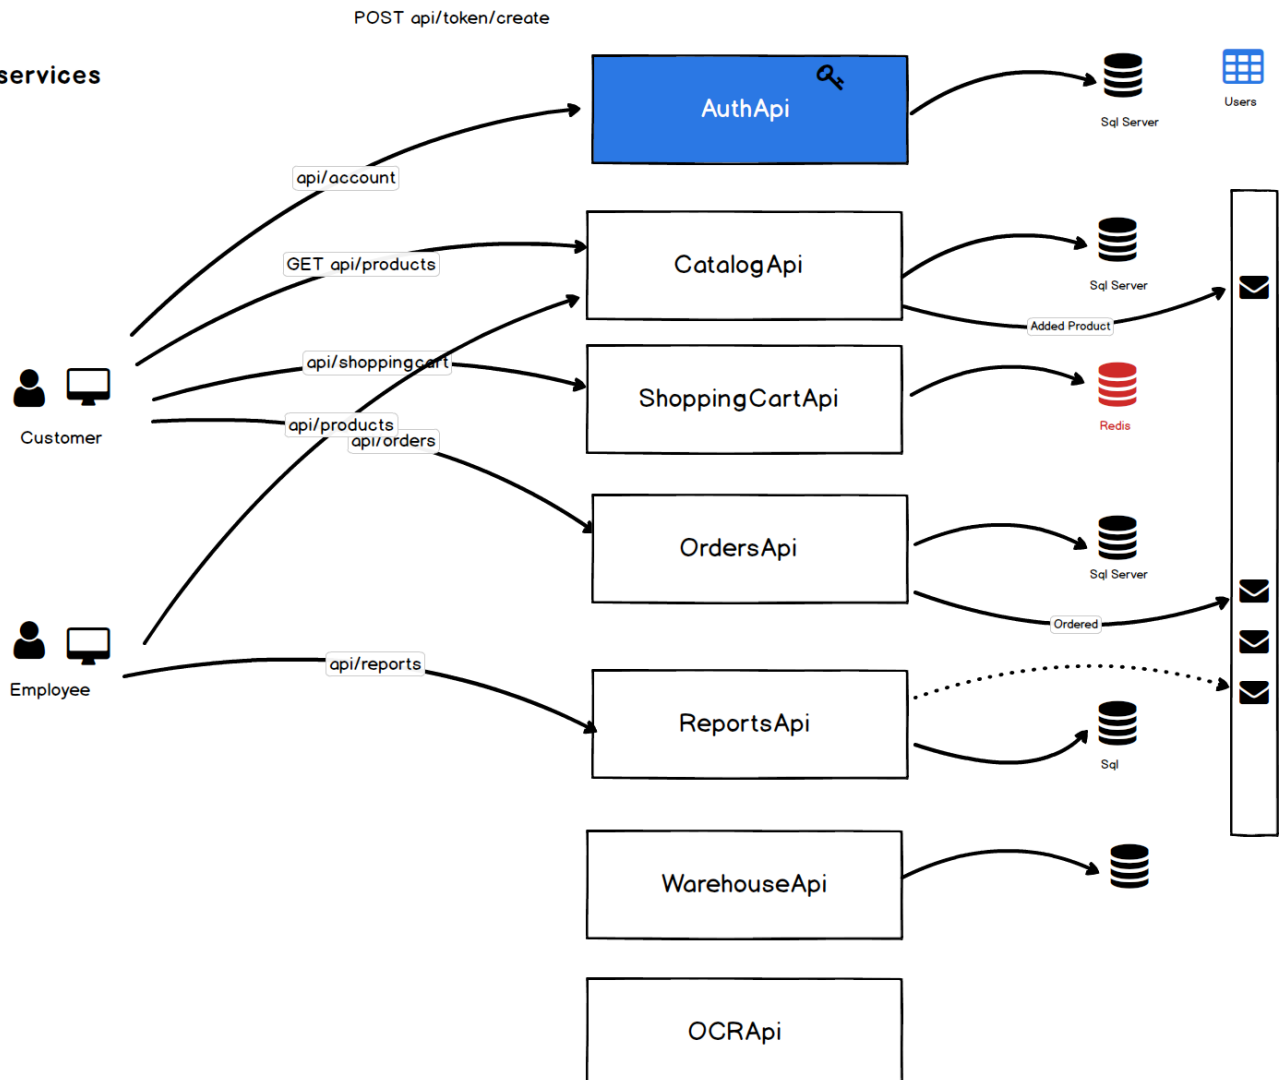 POST api/token/create
services
AuthApi
Sql Server
Users
api/account
GET api/products
CatalogApi
Sql Server
Added Product
api/shoppingcart
ShoppingCartApi
Redis
Customer
api/products
api/orders
OrdersApi
Sql Server
Ordered
Employee
api/reports
ReportsApi
Sql
WarehouseApi
OCRApi